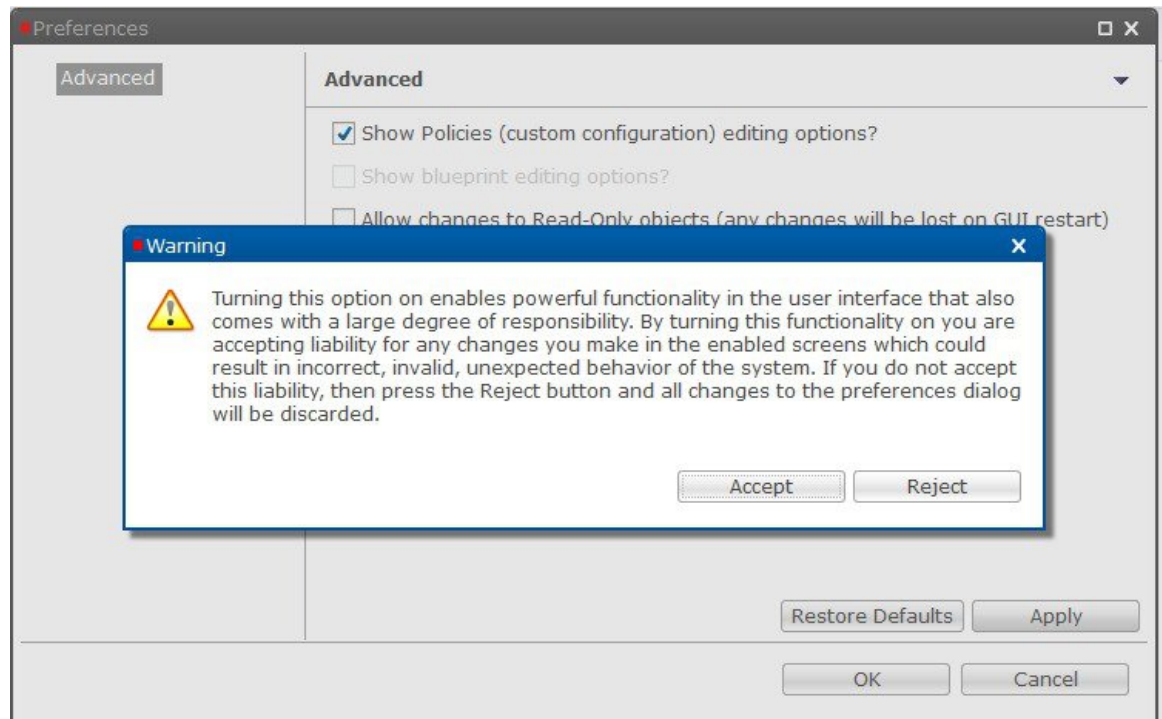 Preferences
Advanced
Advanced
Show Policies (custom configuration) editing options?
Show blueprint editing options?
Allow changes to Read-Only objects (any changes will be lost on GUI restart)
Warning
Turning this option on enables powerful functionality in the user interface that also
comes with a large degree of responsibility. By turning this functionality on you are
accepting liability for any changes you make in the enabled screens which could
result in incorrect, invalid, unexpected behavior of the system. If you do not accept
this liability, then press the Reject button and all changes to the preferences dialog
will be discarded.
Accept Reject
Restore Defaults Apply
OK Cancel